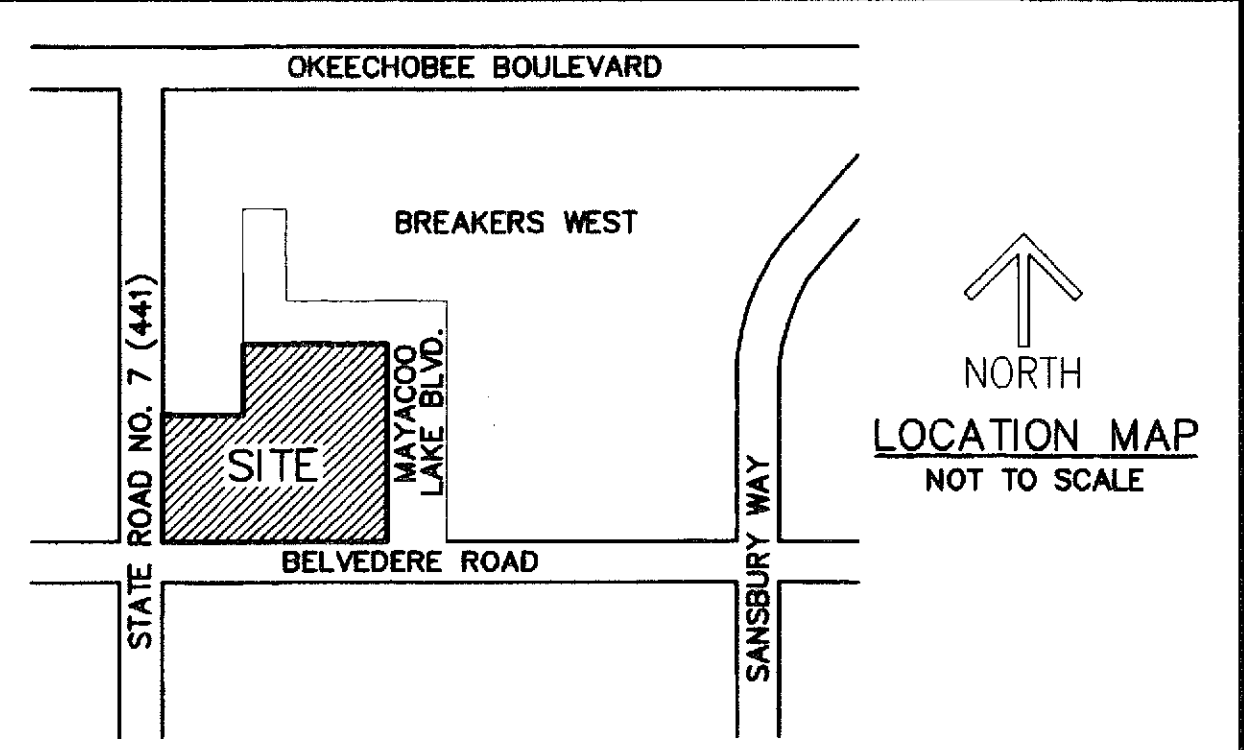 OKEECHOBEE BOULEVARD
BREAKERS WEST
STATE ROAD NO. 7 (441)
MAYACOO
LAKE BLVD.
SITE
NORTH
LOCATION MAP
NOT TO SCALE
BELVEDERE ROAD
SANSBURY WAY